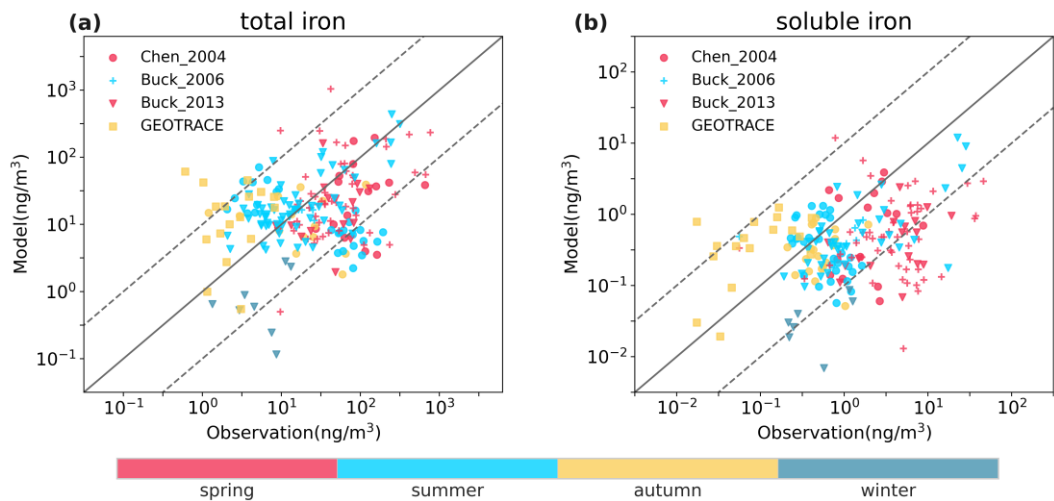 (a) total iron
Chen_2004
Buck_2006
Buck_2013
GEOTRACE
Model(ng/m³)
10³
10²
10¹
10⁰
10⁻¹
10⁻¹ 10⁰ 10¹ 10² 10³
Observation(ng/m³)
(b) soluble iron
Chen_2004
Buck_2006
Buck_2013
GEOTRACE
Model(ng/m³)
10²
10¹
10⁰
10⁻¹
10⁻²
10⁻² 10⁻¹ 10⁰ 10¹ 10²
Observation(ng/m³)
spring summer autumn winter